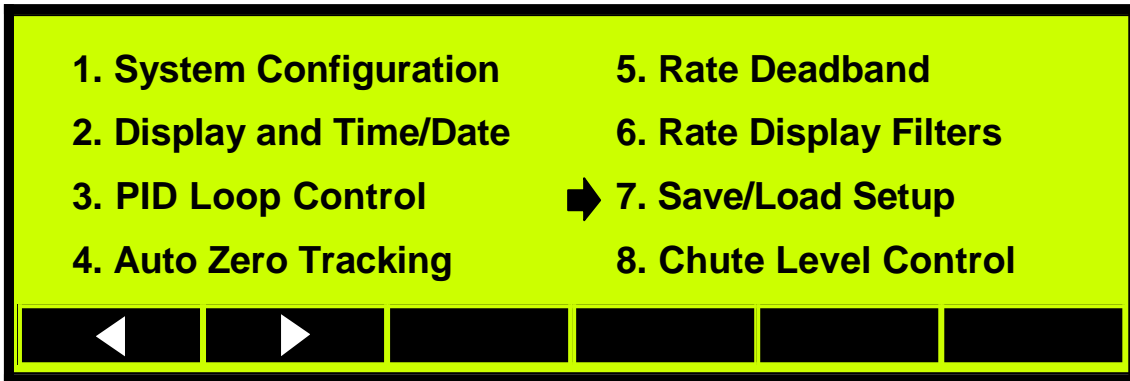 1. System Configuration
2. Display and Time/Date
3. PID Loop Control
4. Auto Zero Tracking
5. Rate Deadband
6. Rate Display Filters
7. Save/Load Setup
8. Chute Level Control